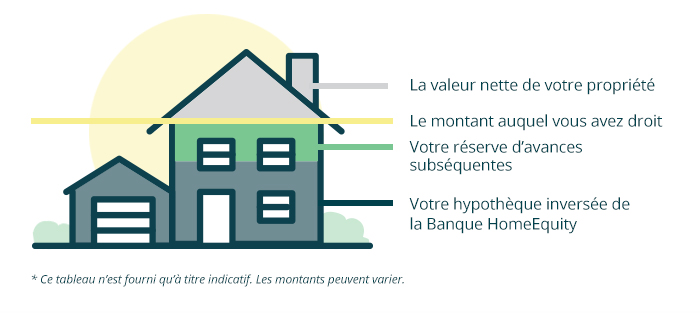 La valeur nette de votre propriété
Le montant auquel vous avez droit
Votre réserve d’avances
subséquentes
Votre hypothèque inversée de
la Banque HomeEquity
* Ce tableau n’est fourni qu’à titre indicatif. Les montants peuvent varier.